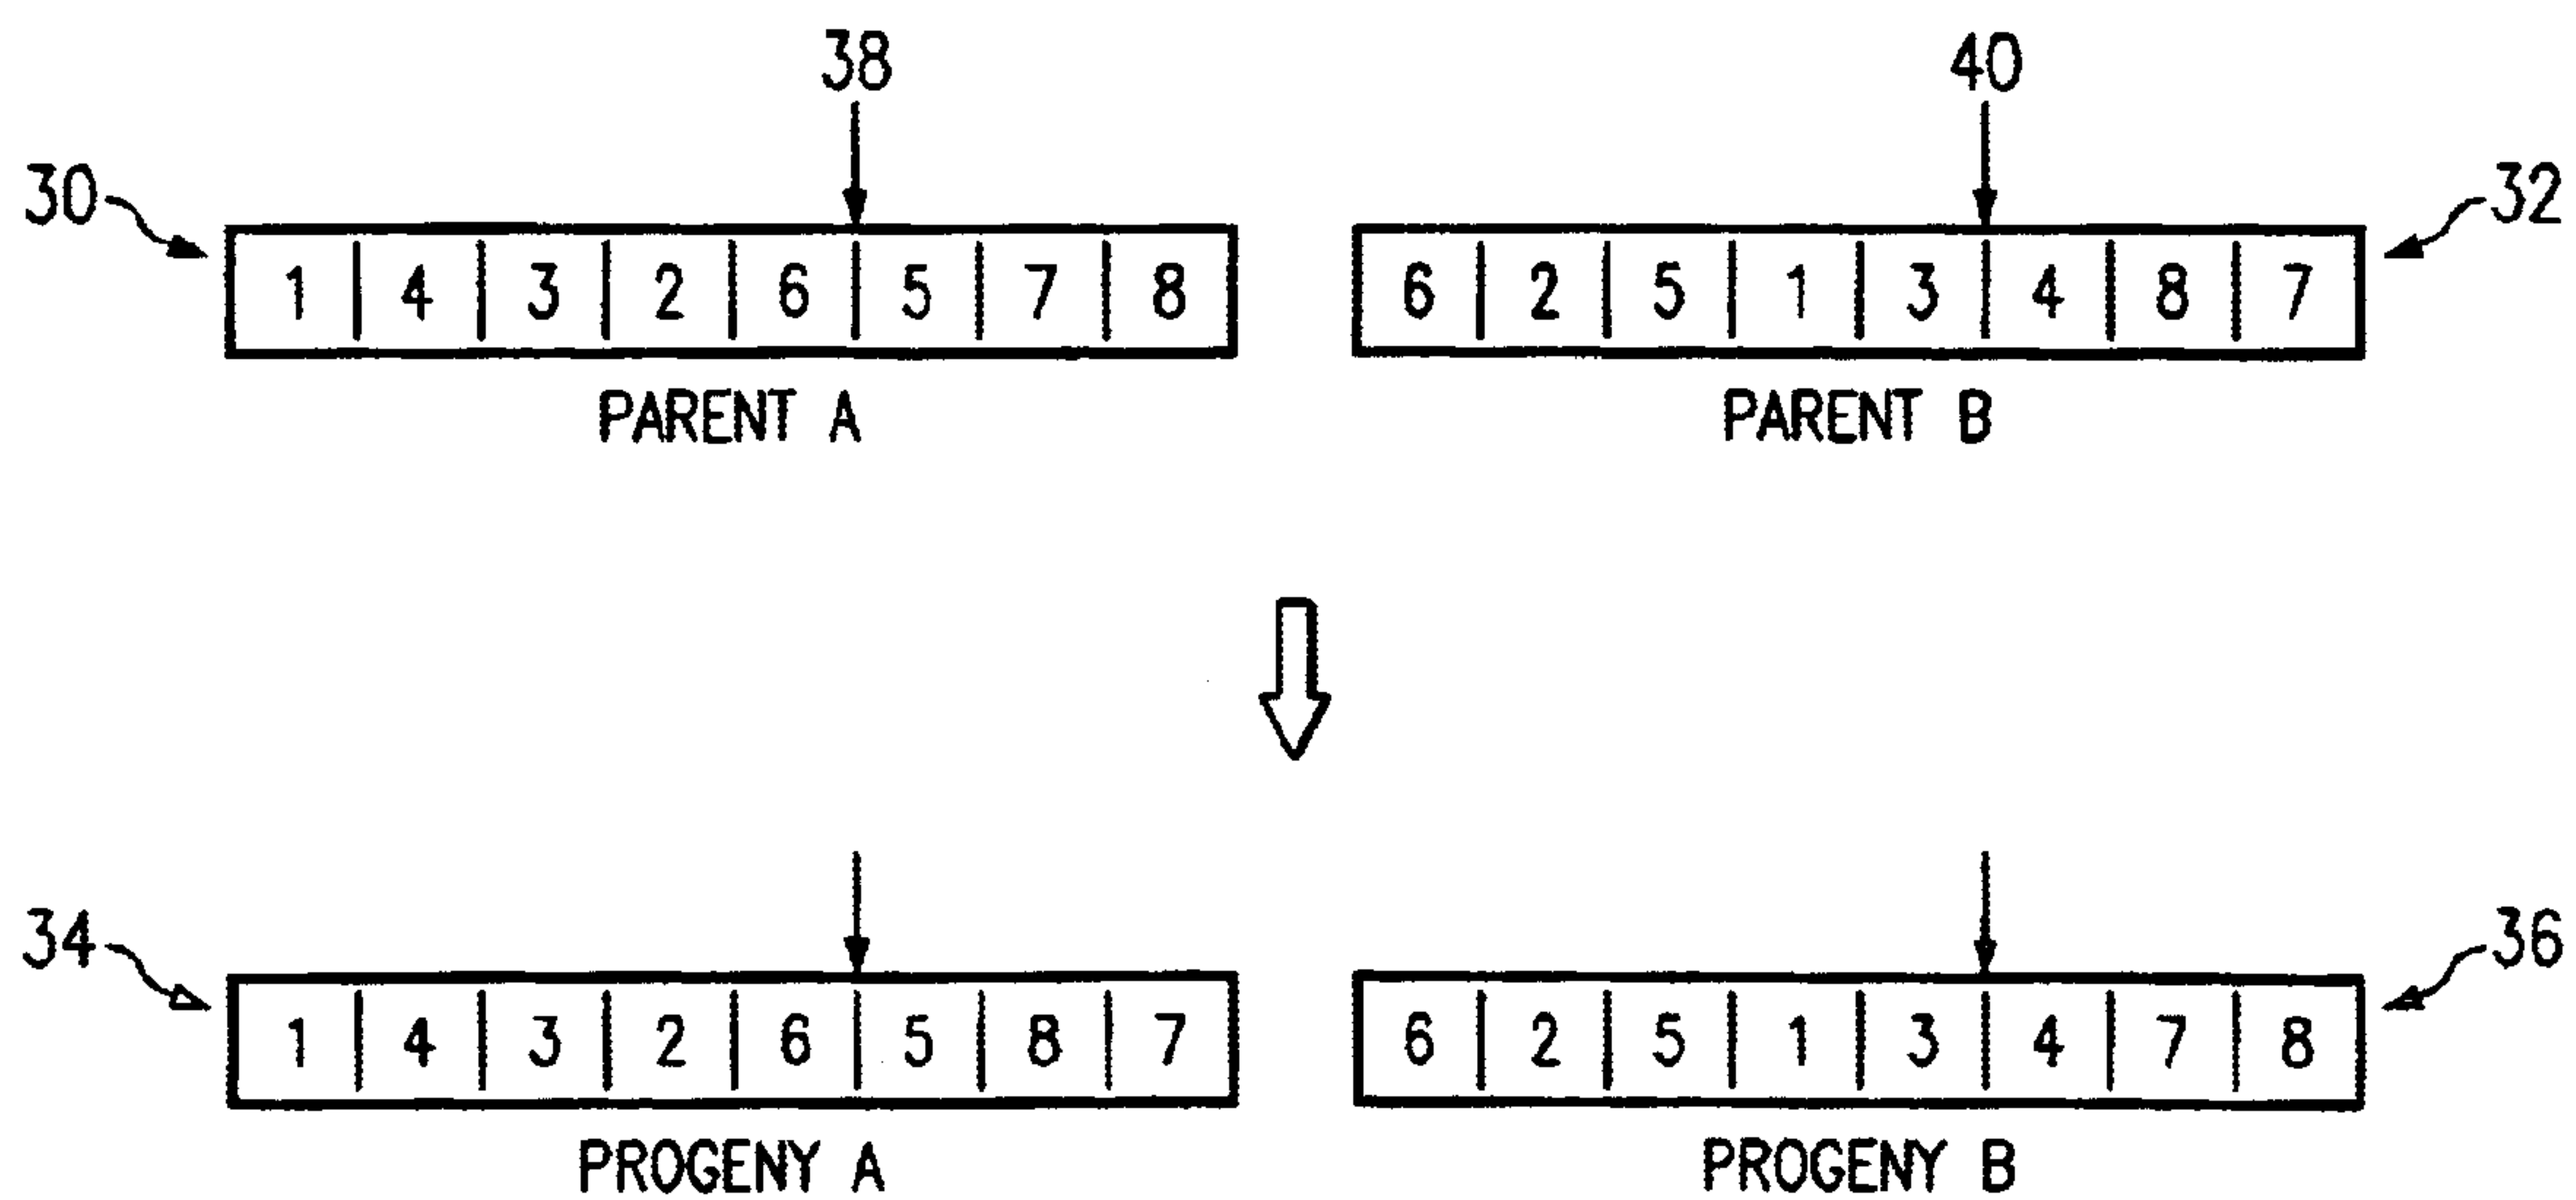 38 40
30 32
1 4 3 2 6 5 7 8 6 2 5 1 3 4 8 7
PARENT A PARENT B
34 36
1 4 3 2 6 5 8 7 6 2 5 1 3 4 7 8
PROGENY A PROGENY B